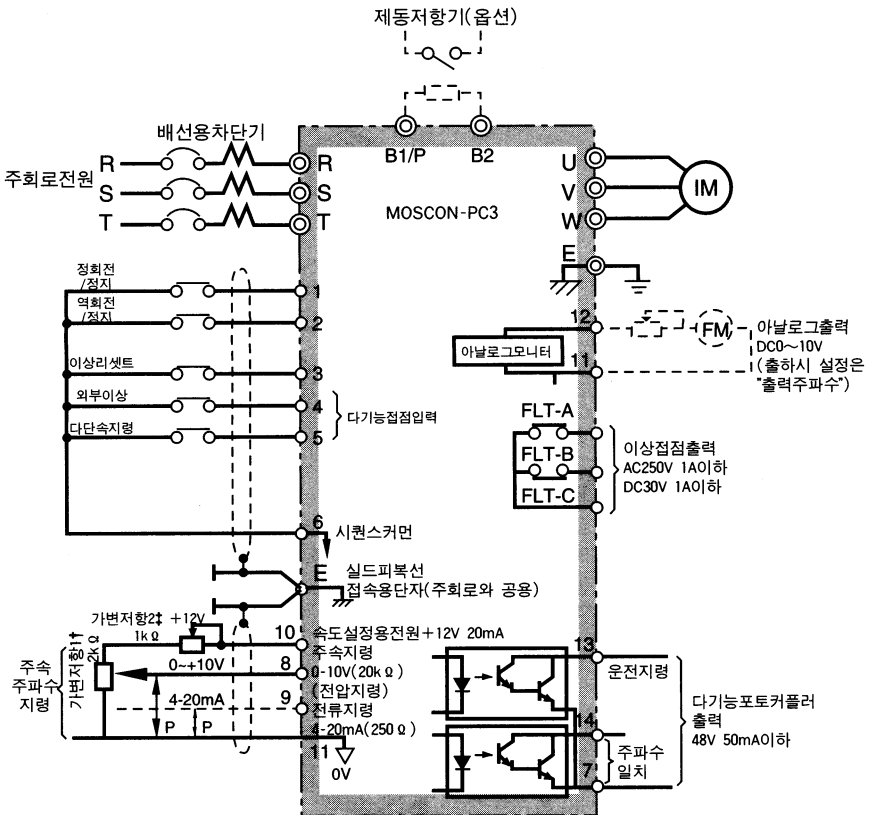 제동저항기(옵션)
배선용차단기
B1/P
B2
주회로전원
R
R
S
S
T
T
MOSCON-PC3
U
V
W
IM
E
정회전
/정지
1
역회전
/정지
2
이상리셋트
3
외부이상
4
다단속지령
5
다기능접점입력
12
아날로그모니터
11
FM
아날로그출력
DC0~10V
(출하시 설정은
"출력주파수")
FLT-A
FLT-B
FLT-C
이상접점출력
AC250V 1A이하
DC30V 1A이하
6
시퀀스커먼
E
실드피복선
접속용단자(주회로와 공용)
가변저항2‡ +12V
1kΩ
10
속도설정용전원+12V 20mA
주속
주파수
지령
가변저항1†
2kΩ
0~+10V
8
주속지령
0-10V(20kΩ)
(전압지령)
4-20mA
9
전류지령
4-20mA(250Ω)
P
P
11
0V
13
운전지령
14
주파수
일치
7
다기능포토커플러
출력
48V 50mA이하